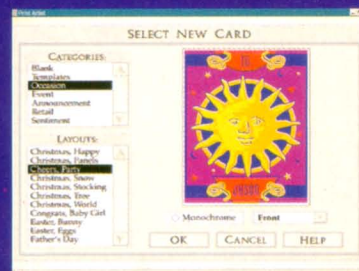 Print Artist
SELECT NEW CARD
CATEGORIES:
Blank
Templates
Occasion
Event
Announcement
Retail
Sentiment
LAYOUTS:
Christmas, Happy
Christmas, Panels
Cheers, Party
Christmas, Snow
Christmas, Stocking
Christmas, Tree
Christmas, World
Congrats, Baby Girl
Easter, Bunny
Easter, Eggs
Father's Day
Monochrome
Front
OK
CANCEL
HELP